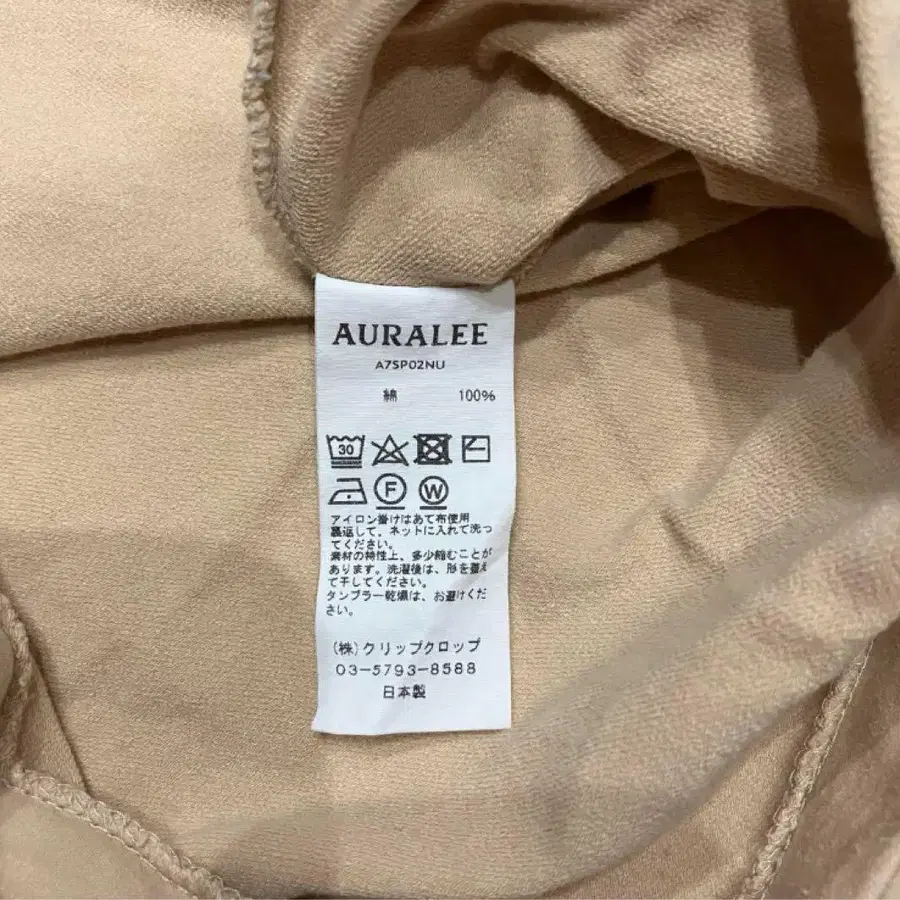 AURALEE
A7SP02NU
綿 100%
30
F W
アイロン掛けはあて布使用
裏返して、ネットに入れて洗っ
てください。
素材の特性上、多少縮むことが
あります。洗濯後は、形を整え
て干してください。
タンブラー乾燥は、お避けくだ
さい。
(株)クリップクロップ
03-5793-8588
日本製